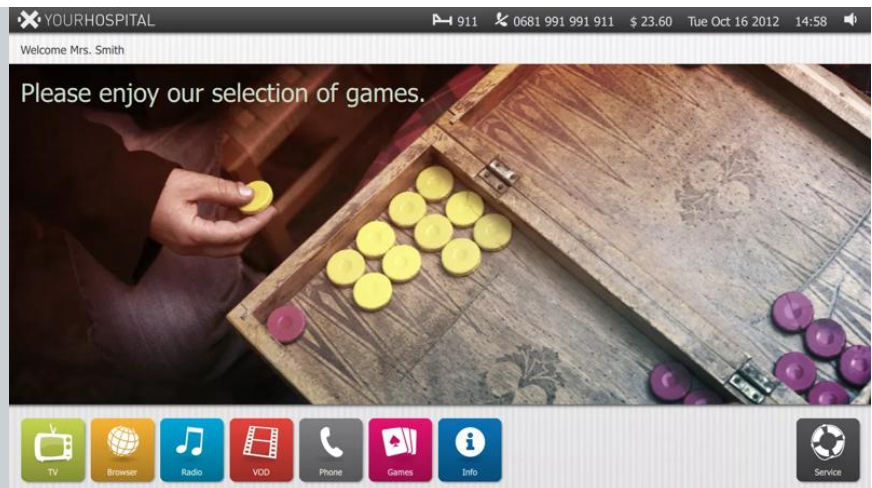 YOURHOSPITAL 911 0681 991 991 911 $ 23.60 Tue Oct 16 2012 14:58
Welcome Mrs. Smith
Please enjoy our selection of games.
TV Browser Radio VOD Phone Games Info Service